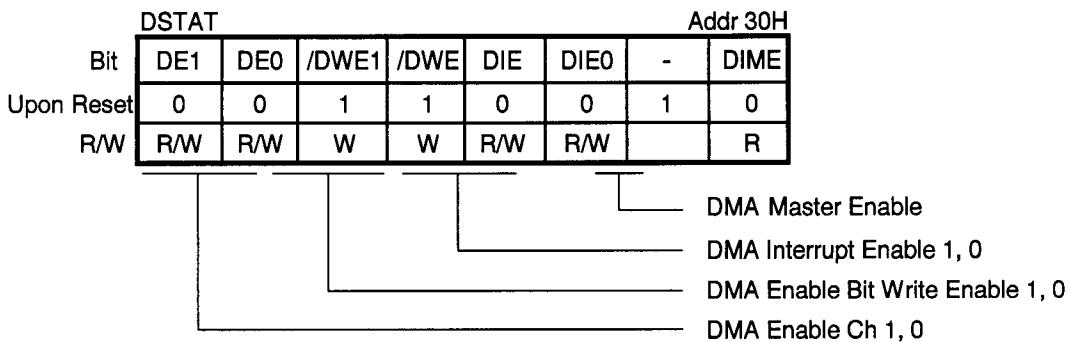 DSTAT Addr 30H
Bit DE1 DE0 /DWE1 /DWE DIE DIE0 - DIME
Upon Reset 0 0 1 1 0 0 1 0
R/W R/W R/W W W R/W R/W R
DMA Master Enable
DMA Interrupt Enable 1, 0
DMA Enable Bit Write Enable 1, 0
DMA Enable Ch 1, 0